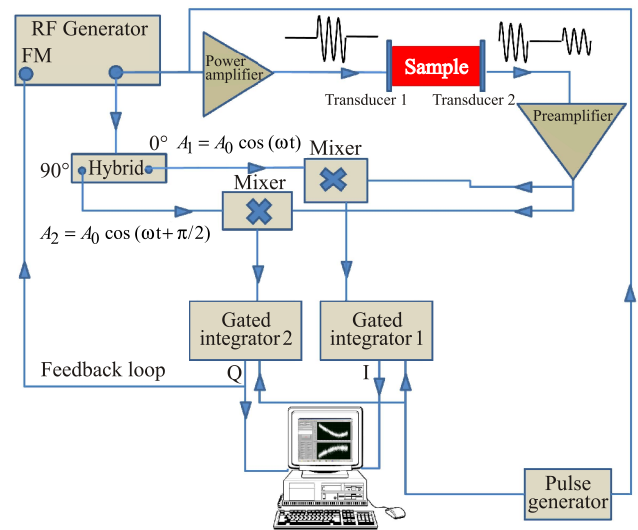 RF Generator
FM
Power
amplifier
Sample
Transducer 1
Transducer 2
Preamplifier
0° A₁ = A₀ cos (ωt)
Mixer
90°
Hybrid
Mixer
A₂ = A₀ cos (ωt+ π/2)
Gated
integrator 2
Gated
integrator 1
Feedback loop
Q
I
Pulse
generator